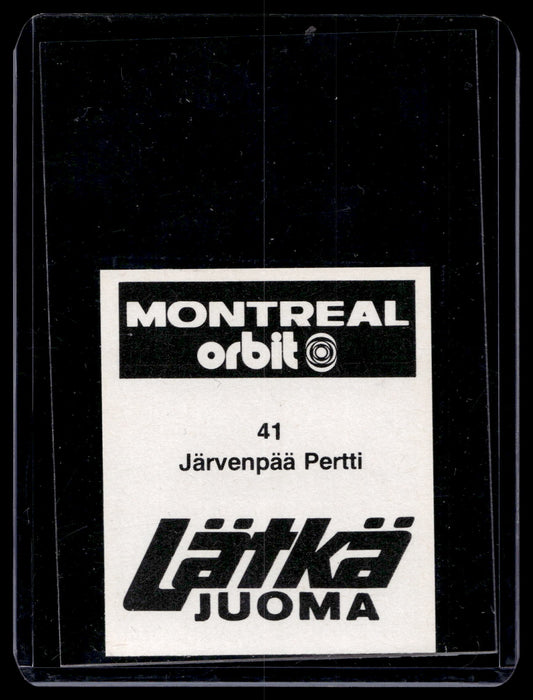 MONTREAL
orbit
41
Järvenpää Pertti
Lätkä
JUOMA